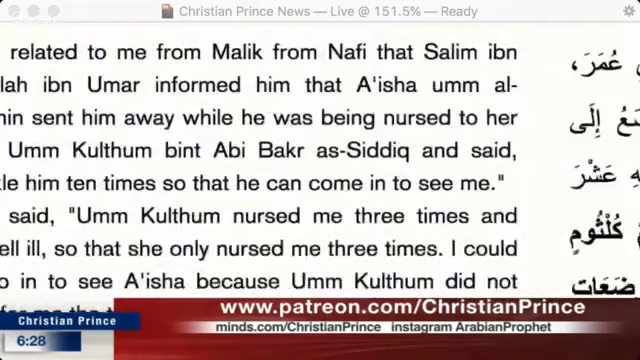 Christian Prince News — Live @ 151.5% — Ready
related to me from Malik from Nafi that Salim ibn
lah ibn Umar informed him that A'isha umm al-
nin sent him away while he was being nursed to her
Umm Kulthum bint Abi Bakr as-Siddiq and said,
kle him ten times so that he can come in to see me."
said, "Umm Kulthum nursed me three times and
ell ill, so that she only nursed me three times. I could
o in to see A'isha because Umm Kulthum did not
عُمَرَ،
إِلَى
عَشْرَ
كُلْثُومٍ
ضَعَاتٍ
www.patreon.com/ChristianPrince
Christian Prince
minds.com/ChristianPrince instagram ArabianProphet
6:28